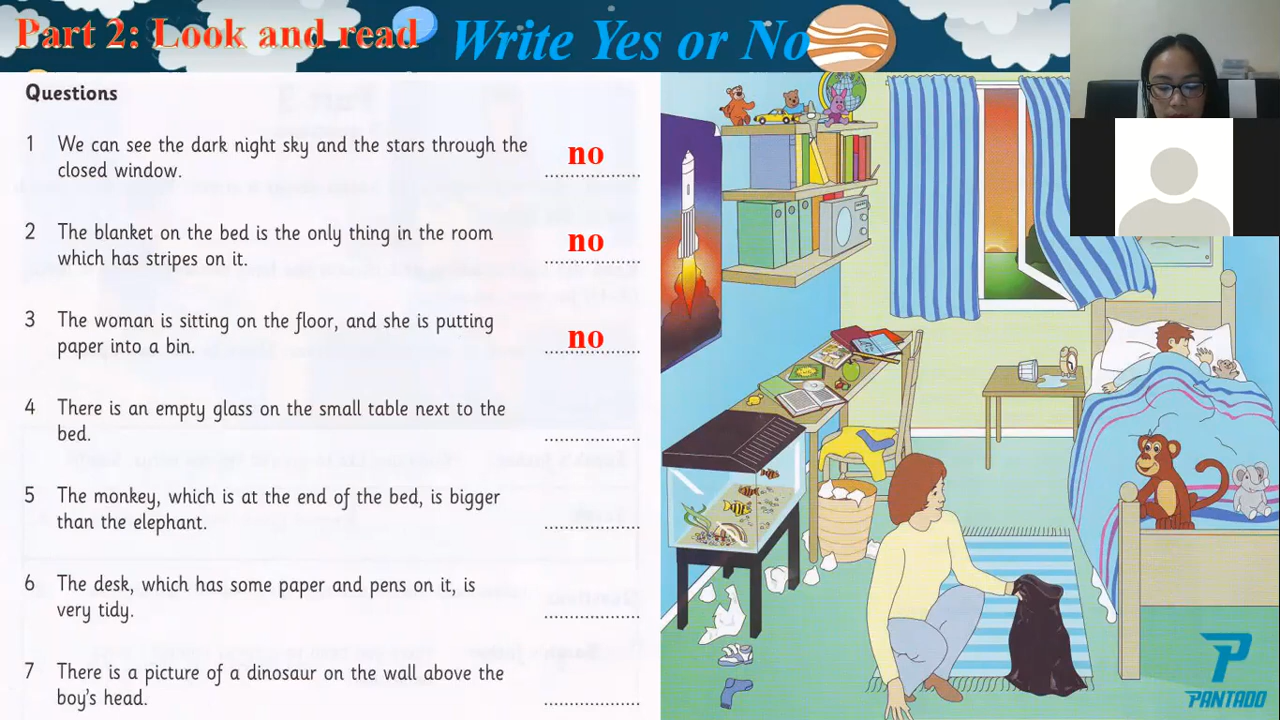 Part 2: Look and read
Write Yes or No
Questions
1 We can see the dark night sky and the stars through the
closed window.
no
2 The blanket on the bed is the only thing in the room
which has stripes on it.
no
3 The woman is sitting on the floor, and she is putting
paper into a bin.
no
4 There is an empty glass on the small table next to the
bed.
5 The monkey, which is at the end of the bed, is bigger
than the elephant.
6 The desk, which has some paper and pens on it, is
very tidy.
7 There is a picture of a dinosaur on the wall above the
boy's head.
PANTADO